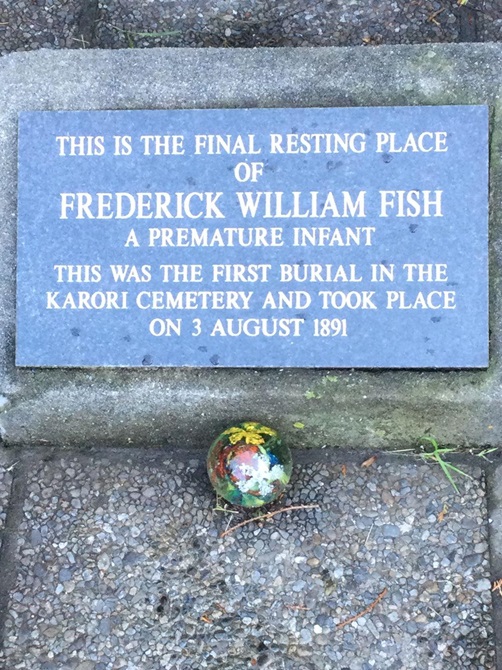 THIS IS THE FINAL RESTING PLACE
OF
FREDERICK WILLIAM FISH
A PREMATURE INFANT
THIS WAS THE FIRST BURIAL IN THE
KARORI CEMETERY AND TOOK PLACE
ON 3 AUGUST 1891